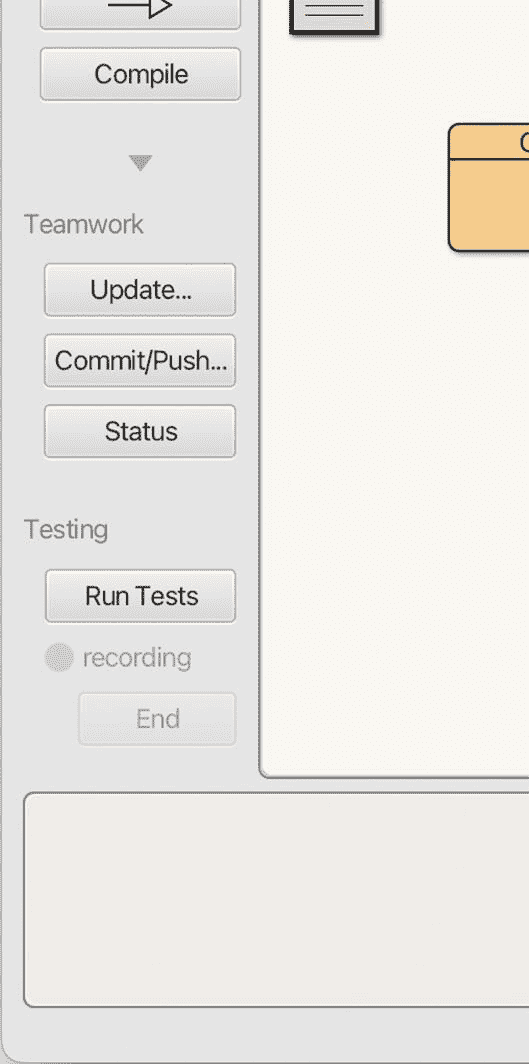 Compile
Teamwork
Update...
Commit/Push...
Status
Testing
Run Tests
recording
End